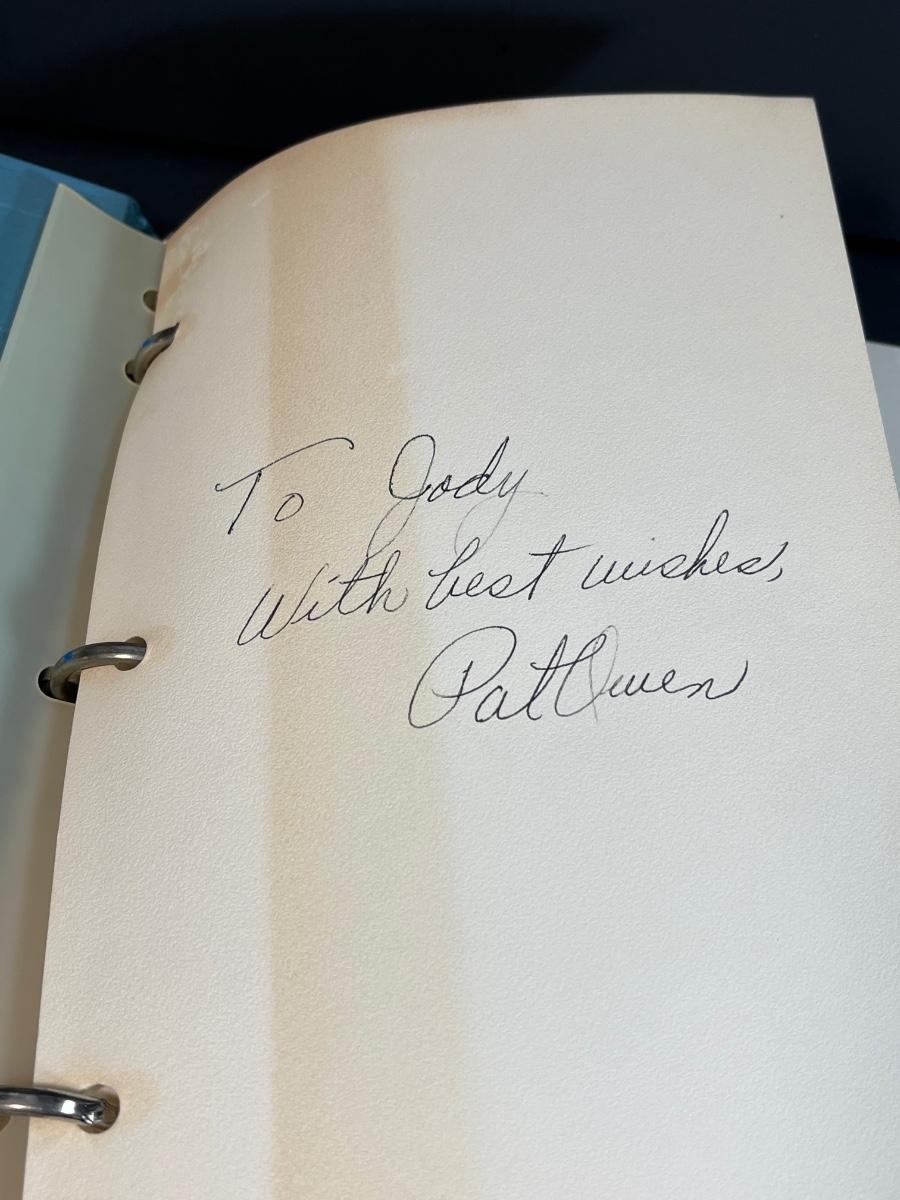 To Jody
With best wishes,
Pat Owen